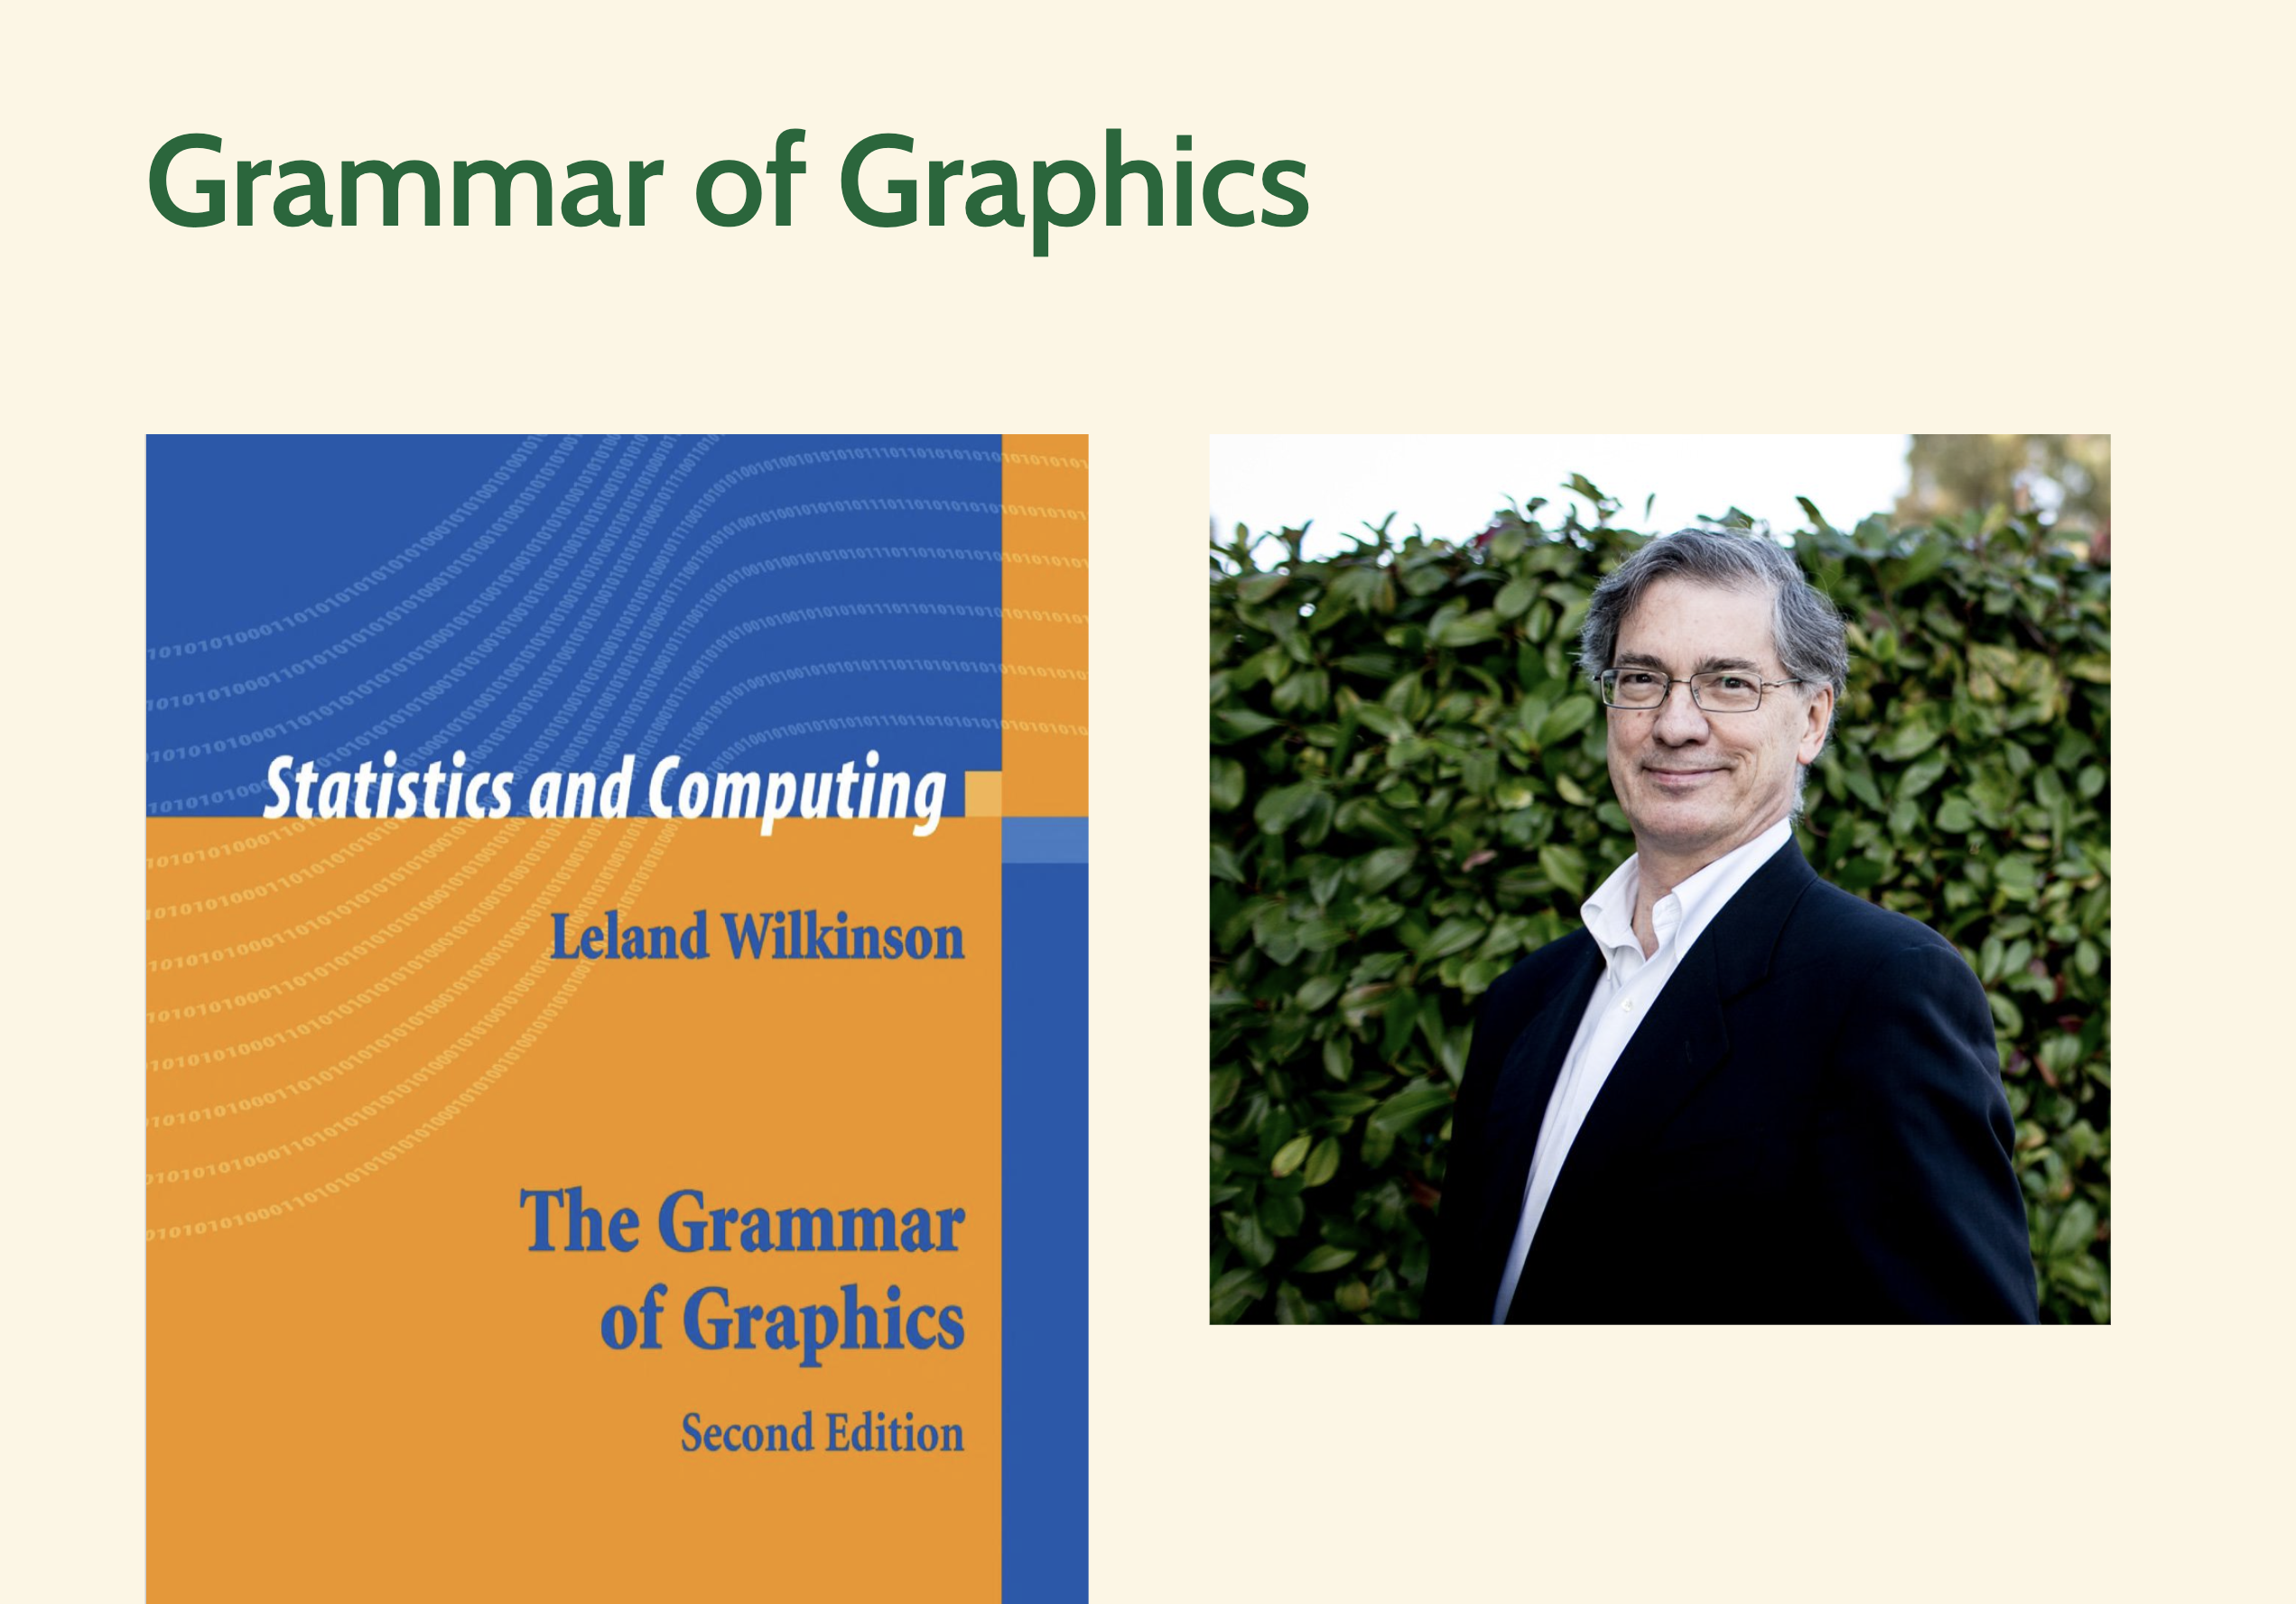 Grammar of Graphics
Statistics and Computing
Leland Wilkinson
The Grammar
of Graphics
Second Edition